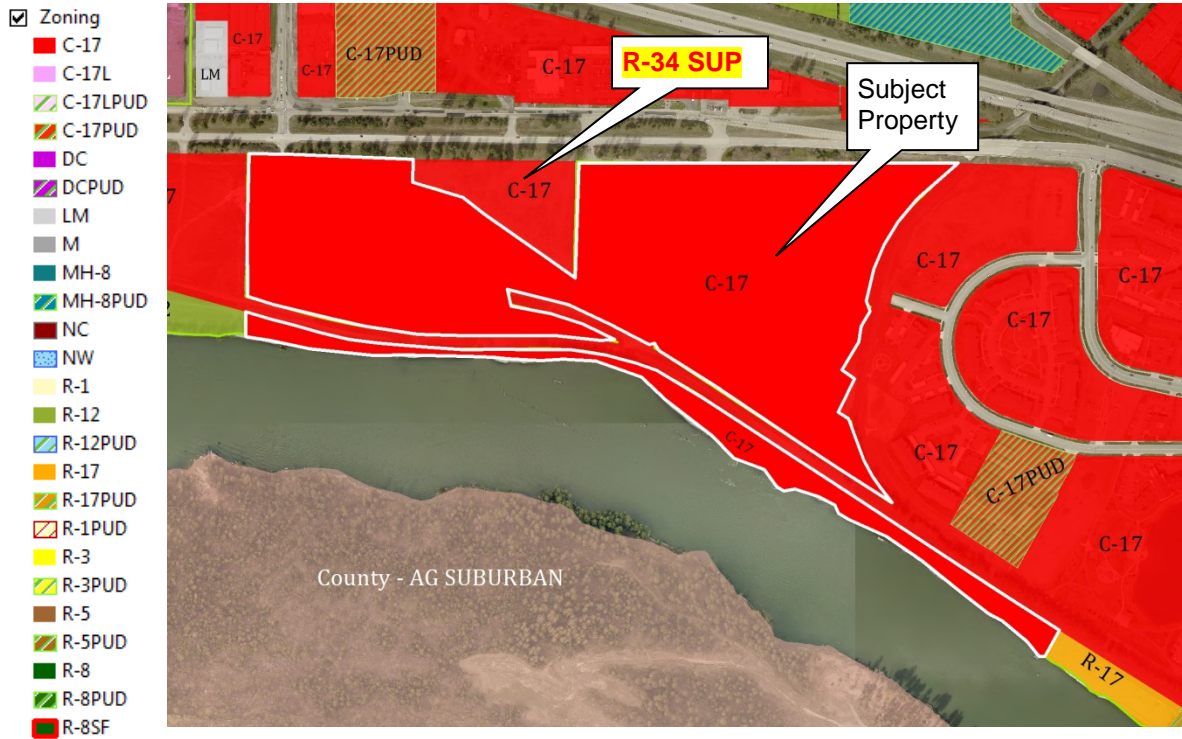 Zoning
C-17
C-17L
C-17LPUD
C-17PUD
DC
DCPUD
LM
M
MH-8
MH-8PUD
NC
NW
R-1
R-12
R-12PUD
R-17
R-17PUD
R-1PUD
R-3
R-3PUD
R-5
R-5PUD
R-8
R-8PUD
R-8SF
LM
C-17
C-17
C-17PUD
C-17
R-34 SUP
Subject
Property
C-17
C-17
C-17
C-17
C-17
C-17
C-17
C-17PUD
C-17
R-17
County - AG SUBURBAN